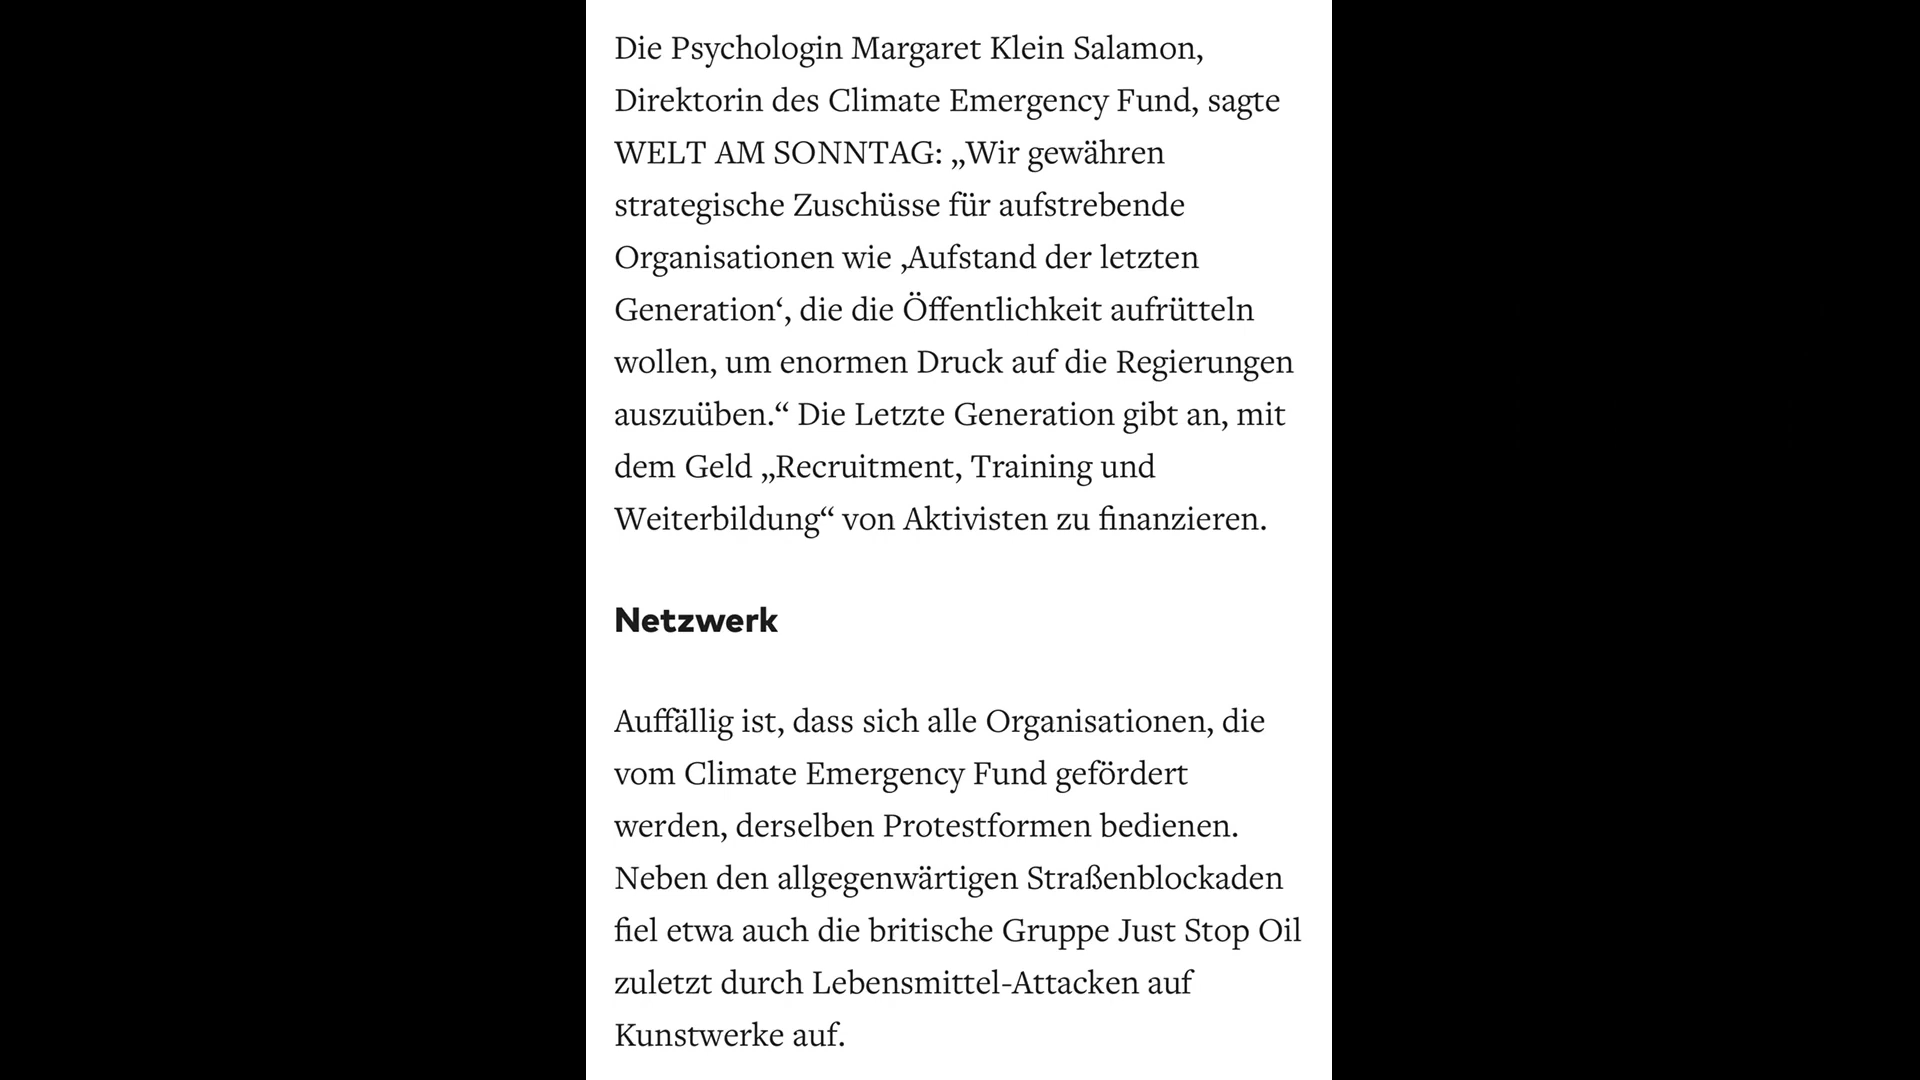 Die Psychologin Margaret Klein Salamon,
Direktorin des Climate Emergency Fund, sagte
WELT AM SONNTAG: „Wir gewähren
strategische Zuschüsse für aufstrebende
Organisationen wie ‚Aufstand der letzten
Generation‘, die die Öffentlichkeit aufrütteln
wollen, um enormen Druck auf die Regierungen
auszuüben.“ Die Letzte Generation gibt an, mit
dem Geld „Recruitment, Training und
Weiterbildung“ von Aktivisten zu finanzieren.
Netzwerk
Auffällig ist, dass sich alle Organisationen, die
vom Climate Emergency Fund gefördert
werden, derselben Protestformen bedienen.
Neben den allgegenwärtigen Straßenblockaden
fiel etwa auch die britische Gruppe Just Stop Oil
zuletzt durch Lebensmittel-Attacken auf
Kunstwerke auf.